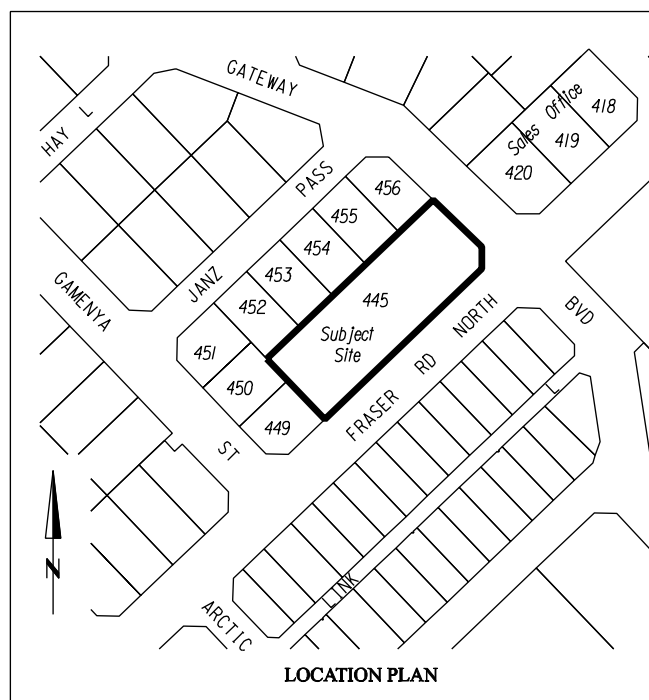 GATEWAY
HAY L
Sales Office
418
419
420
PASS
456
455
454
453
452
JANZ
GAMENYA
445
Subject
Site
BVD
FRASER RD NORTH
451
450
449
ST
N
LINK
ARCTIC
LOCATION PLAN